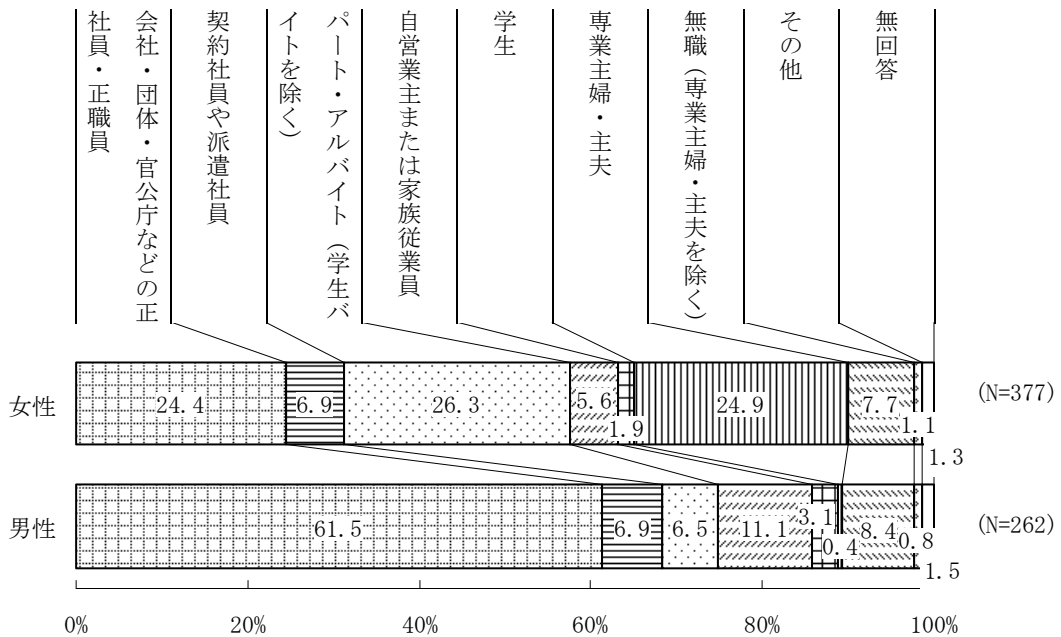 会社・団体・官公庁などの正
社員・正職員
契約社員や派遣社員
パート・アルバイト(学生バ
イトを除く)
自営業主または家族従業員
学生
専業主婦・主夫
無職(専業主婦・主夫を除く)
その他
無回答
女性
24.4
6.9
26.3
5.6
1.9
24.9
7.7
1.1
1.3
(N=377)
男性
61.5
6.9
6.5
11.1
3.1
0.4
8.4
0.8
1.5
(N=262)
0%
20%
40%
60%
80%
100%